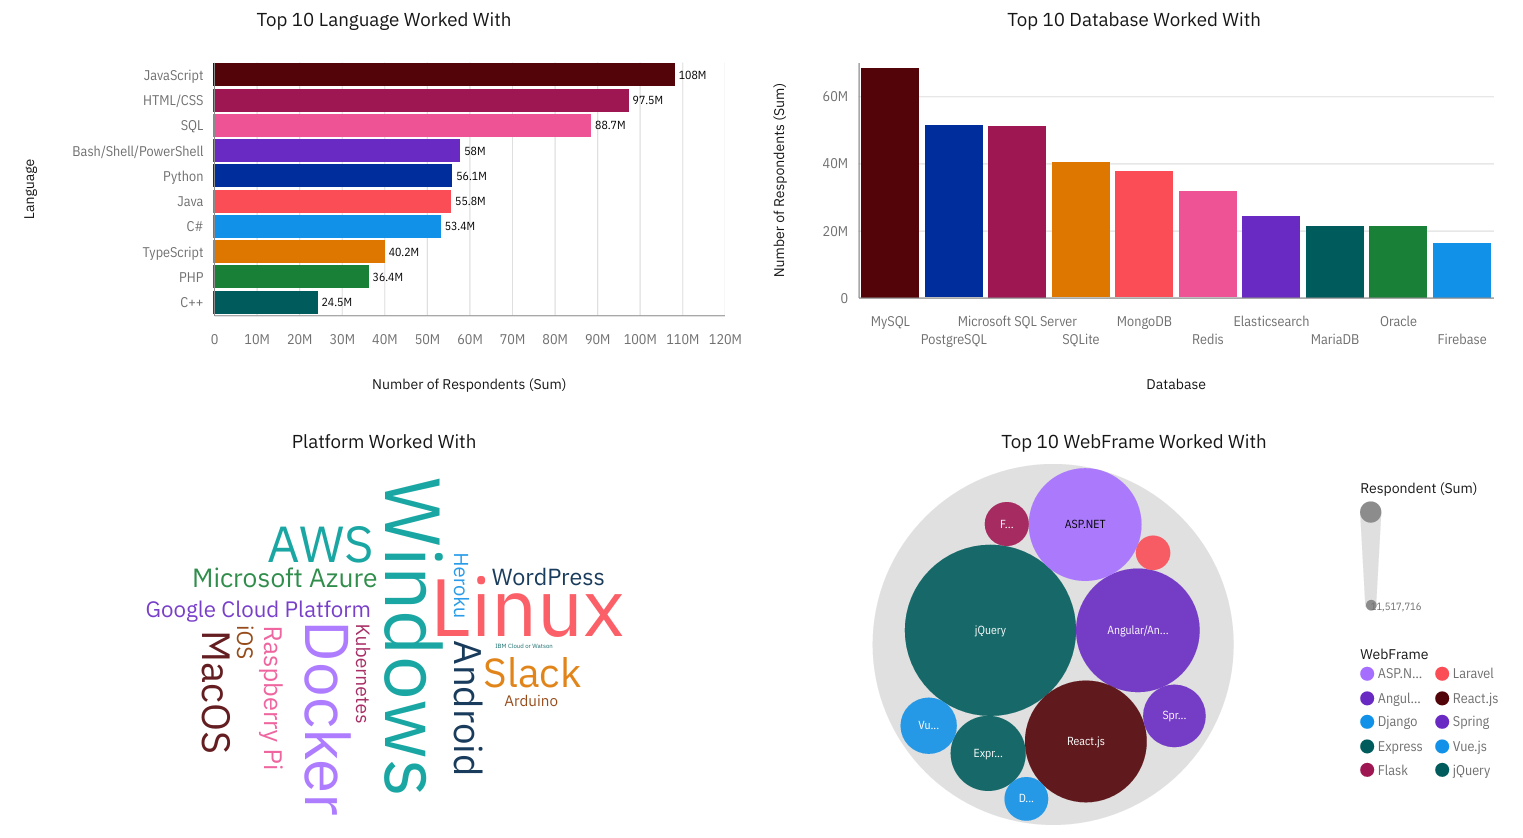 Top 10 Language Worked With
Language
JavaScript 108M
HTML/CSS 97.5M
SQL 88.7M
Bash/Shell/PowerShell 58M
Python 56.1M
Java 55.8M
C# 53.4M
TypeScript 40.2M
PHP 36.4M
C++ 24.5M
0 10M 20M 30M 40M 50M 60M 70M 80M 90M 100M 110M 120M
Number of Respondents (Sum)
Top 10 Database Worked With
Number of Respondents (Sum)
60M
40M
20M
0
MySQL Microsoft SQL Server MongoDB Elasticsearch Oracle
PostgreSQL SQLite Redis MariaDB Firebase
Database
Platform Worked With
Windows
AWS
Heroku
Microsoft Azure
WordPress
Linux
Google Cloud Platform
iOS
MacOS
Raspberry Pi
Docker
Kubernetes
Android
IBM Cloud or Watson
Slack
Arduino
Top 10 WebFrame Worked With
F...
ASP.NET
jQuery
Angular/An...
Vu...
Expr...
React.js
Spr...
D...
Respondent (Sum)
1,517,716
WebFrame
ASP.N... Laravel
Angul... React.js
Django Spring
Express Vue.js
Flask jQuery